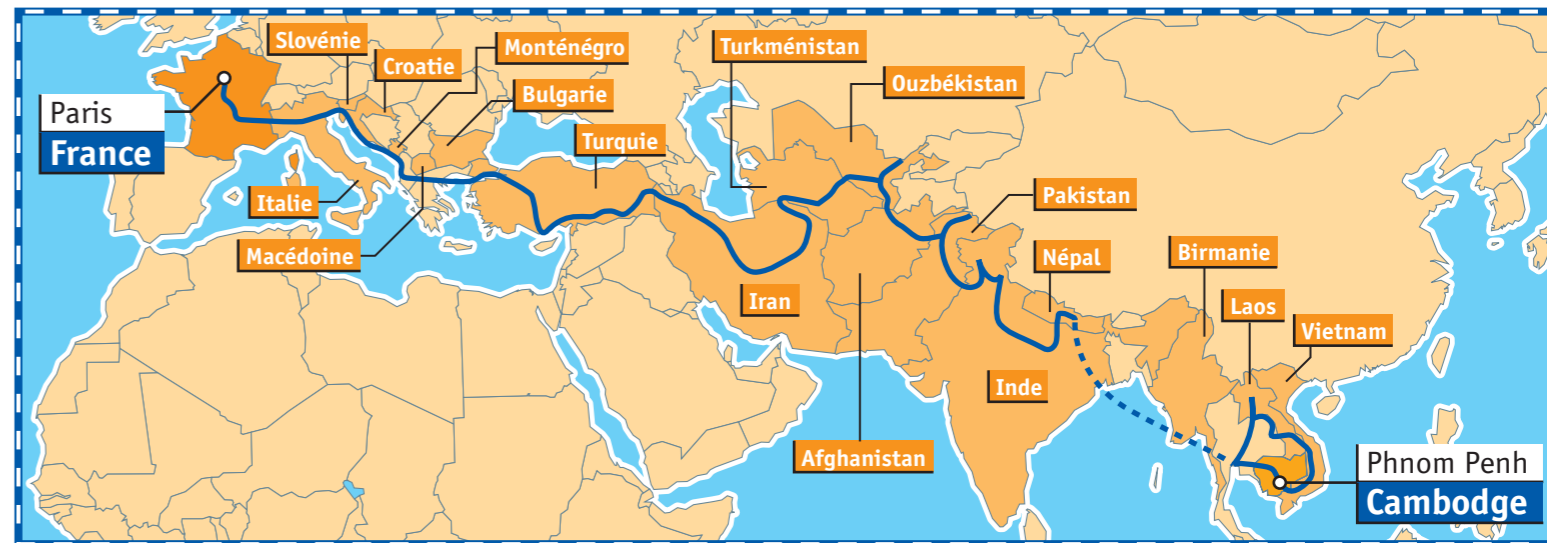 Slovénie
Monténégro
Turkménistan
Croatie
Ouzbékistan
Bulgarie
Paris
France
Turquie
Pakistan
Italie
Macédoine
Népal
Birmanie
Iran
Laos
Vietnam
Inde
Afghanistan
Phnom Penh
Cambodge